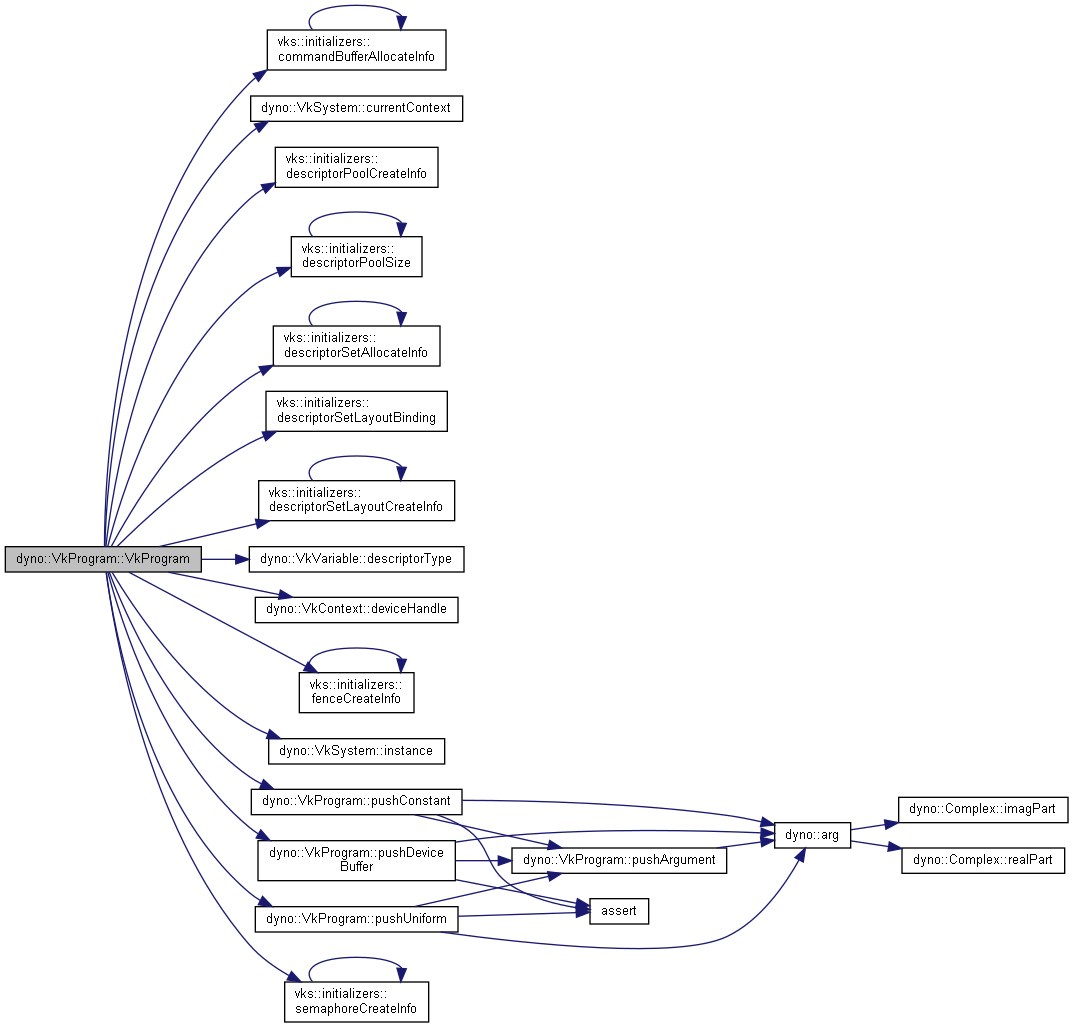 vks::initializers::
commandBufferAllocateInfo
dyno::VkSystem::currentContext
vks::initializers::
descriptorPoolCreateInfo
vks::initializers::
descriptorPoolSize
vks::initializers::
descriptorSetAllocateInfo
vks::initializers::
descriptorSetLayoutBinding
vks::initializers::
descriptorSetLayoutCreateInfo
dyno::VkProgram::VkProgram
dyno::VkVariable::descriptorType
dyno::VkContext::deviceHandle
vks::initializers::
fenceCreateInfo
dyno::VkSystem::instance
dyno::VkProgram::pushConstant
dyno::VkProgram::pushDevice
Buffer
dyno::VkProgram::pushUniform
vks::initializers::
semaphoreCreateInfo
dyno::VkProgram::pushArgument
assert
dyno::arg
dyno::Complex::imagPart
dyno::Complex::realPart